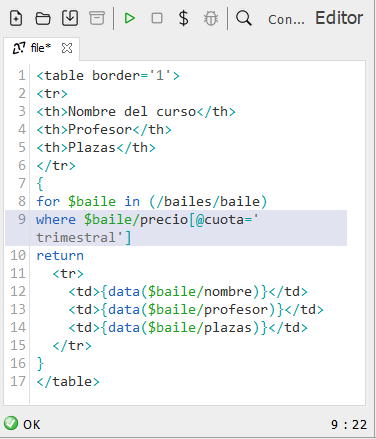 Con... Editor
file*
1 <table border='1'>
2 <tr>
3 <th>Nombre del curso</th>
4 <th>Profesor</th>
5 <th>Plazas</th>
6 </tr>
7 {
8 for $baile in (/bailes/baile)
9 where $baile/precio[@cuota='
trimestral']
10 return
11   <tr>
12     <td>{data($baile/nombre)}</td>
13     <td>{data($baile/profesor)}</td>
14     <td>{data($baile/plazas)}</td>
15   </tr>
16 }
17 </table>
OK 9 : 22